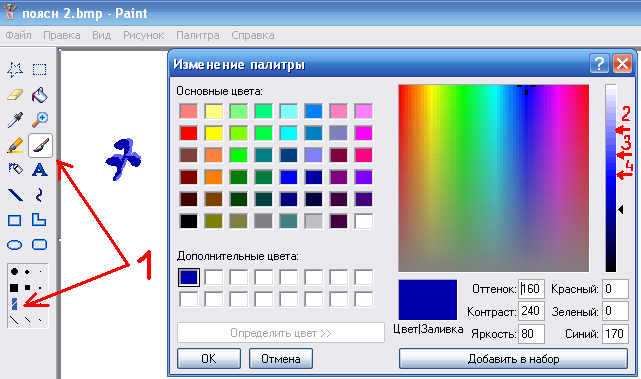 поясн 2.bmp - Paint
Файл Правка Вид Рисунок Палитра Справка
Изменение палитры
Основные цвета:
Дополнительные цвета:
Определить цвет >>
ОК Отмена
Цвет|Заливка
Оттенок: 160 Красный: 0
Контраст: 240 Зеленый: 0
Яркость: 80 Синий: 170
Добавить в набор
A
1
2
3
4